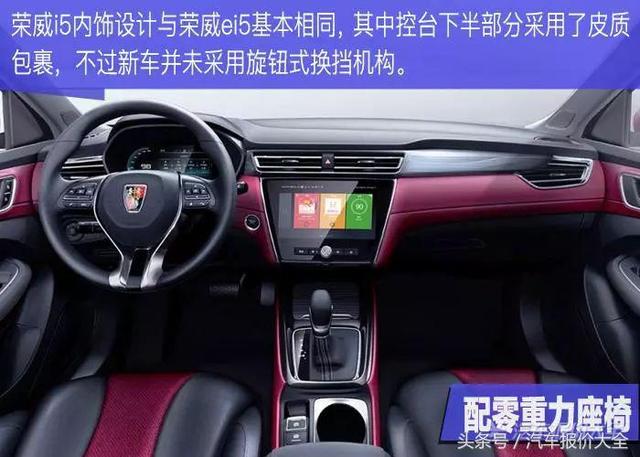 荣威i5内饰设计与荣威ei5基本相同，其中控台下半部分采用了皮质
包裹，不过新车并未采用旋钮式换挡机构。
90
配零重力座椅
头条号／汽车报价大全